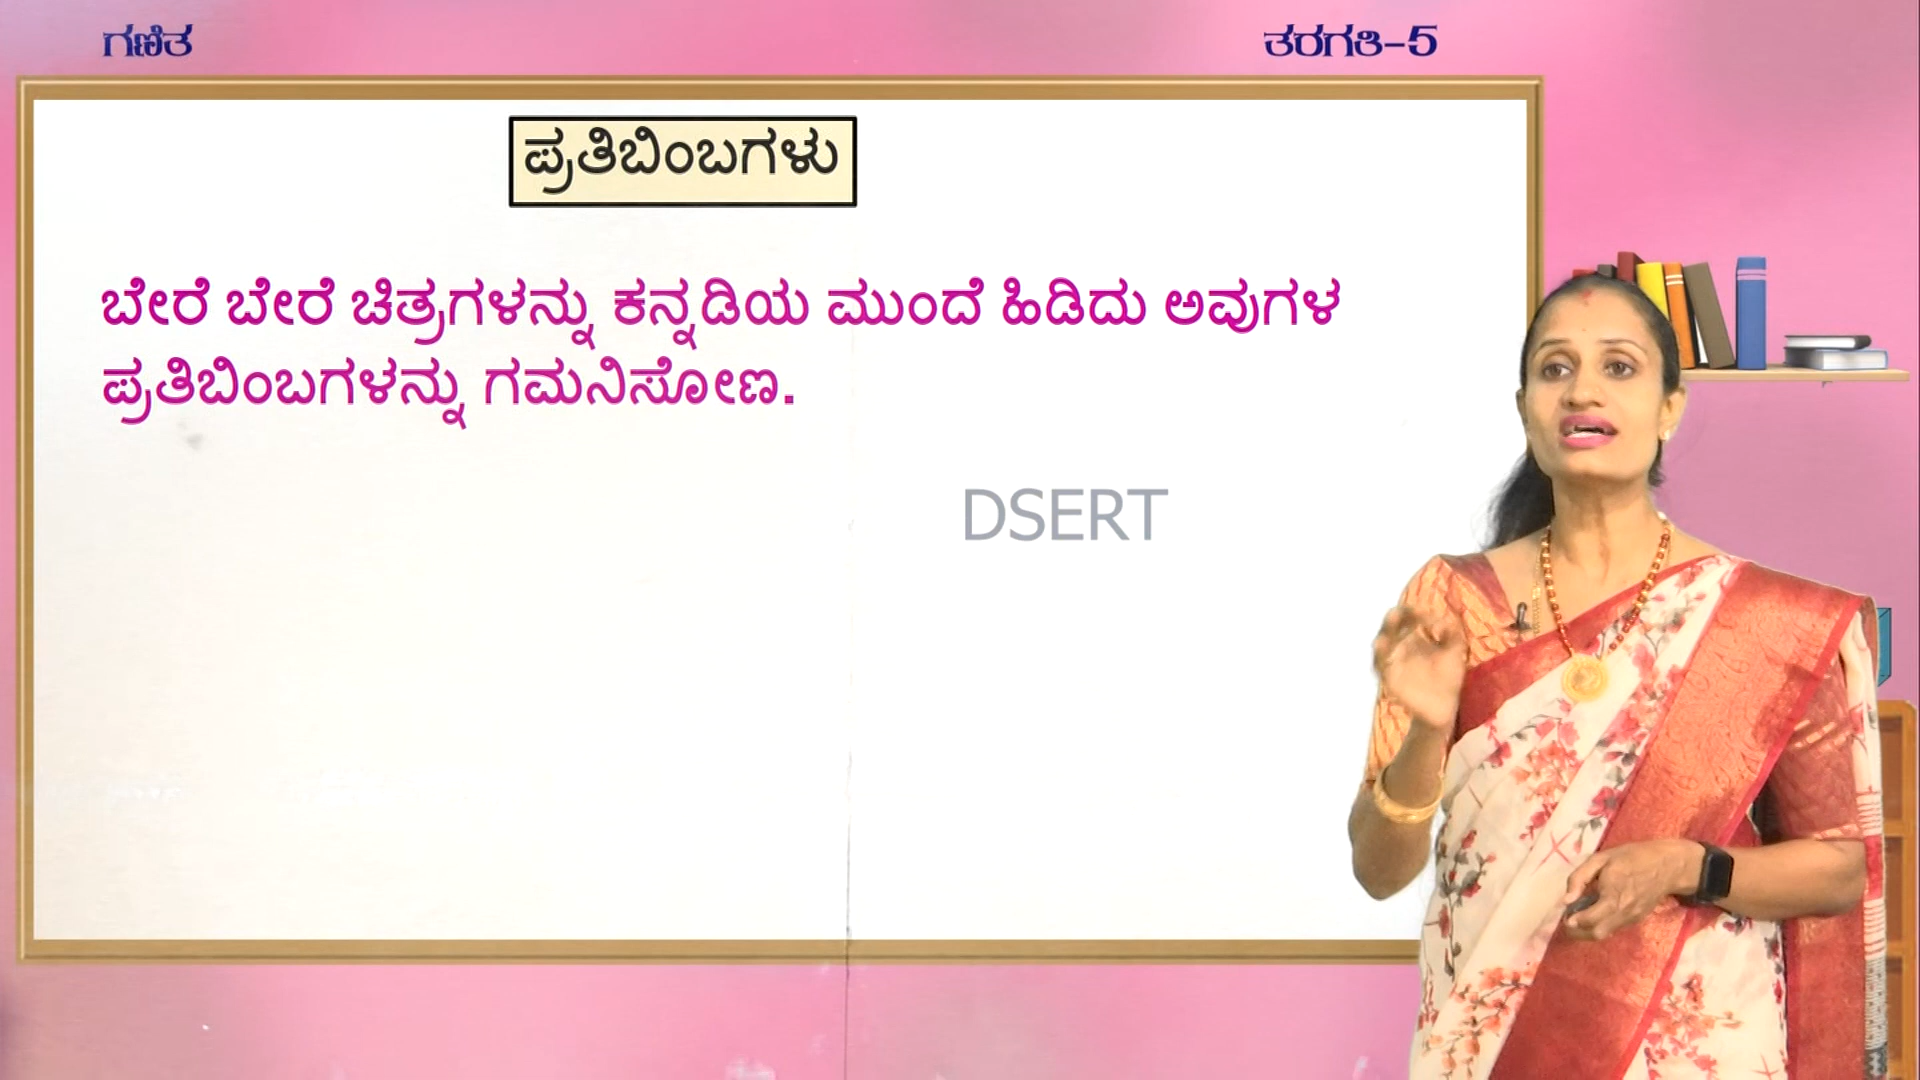 ಗಣಿತ
ತರಗತಿ-5
ಪ್ರತಿಬಿಂಬಗಳು
ಬೇರೆ ಬೇರೆ ಚಿತ್ರಗಳನ್ನು ಕನ್ನಡಿಯ ಮುಂದೆ ಹಿಡಿದು ಅವುಗಳ
ಪ್ರತಿಬಿಂಬಗಳನ್ನು ಗಮನಿಸೋಣ.
DSERT